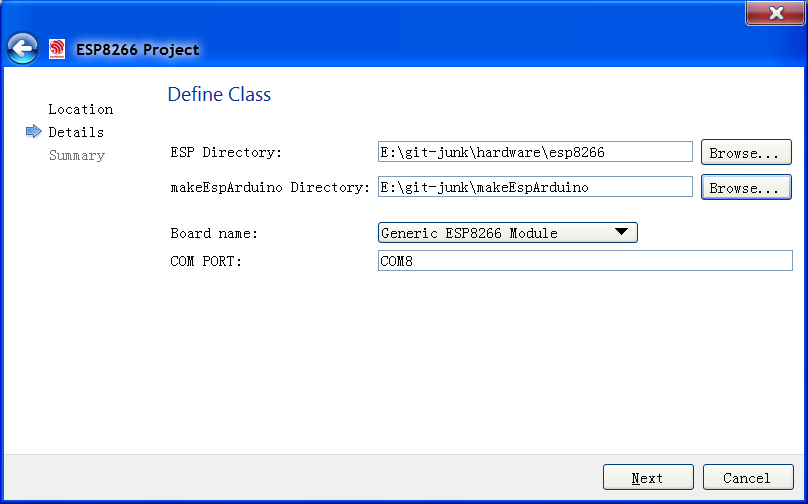 ESP8266 Project
Define Class
Location
Details
Summary
ESP Directory: E:\git-junk\hardware\esp8266 Browse...
makeEspArduino Directory: E:\git-junk\makeEspArduino Browse...
Board name: Generic ESP8266 Module
COM PORT: COM8
Next Cancel